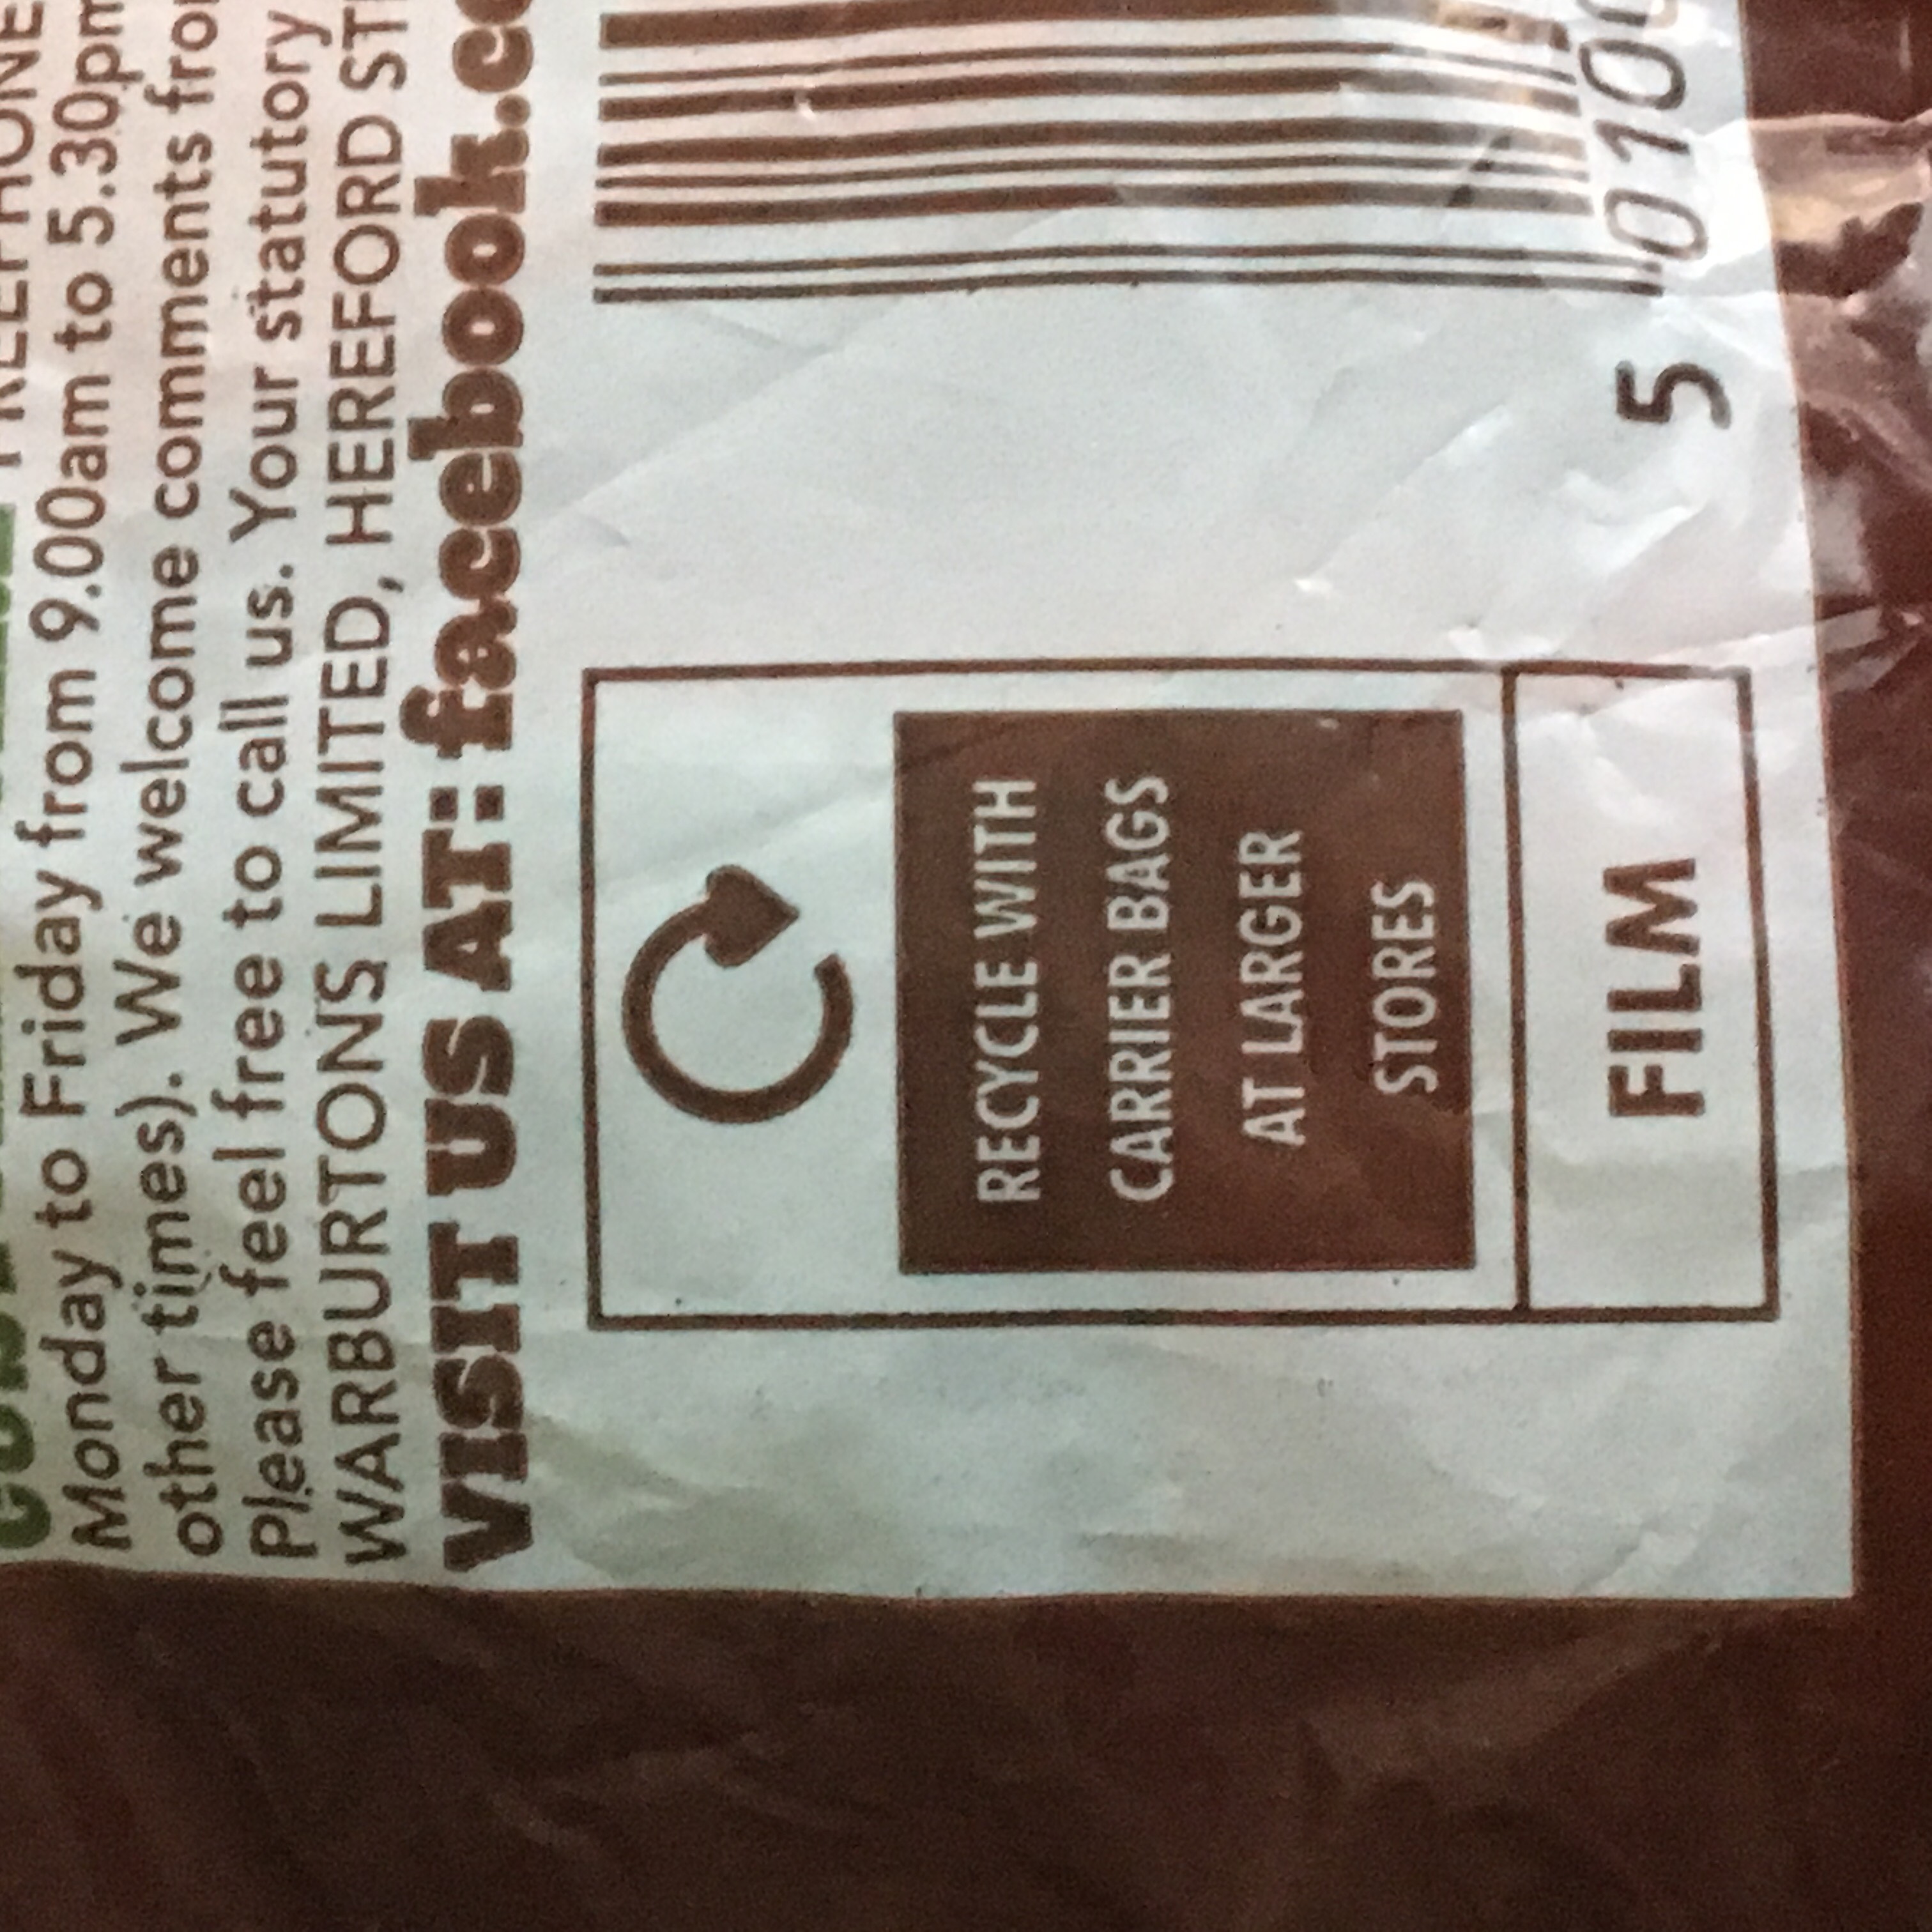 FREEPHONE
Monday to Friday from 9.00am to 5.30pm
other times). We welcome comments
Please feel free to call us. Your statutory
WARBURTONS LIMITED, HEREFORD
VISIT US AT: facebook.
RECYCLE WITH
CARRIER BAGS
AT LARGER
STORES
FILM
5 010